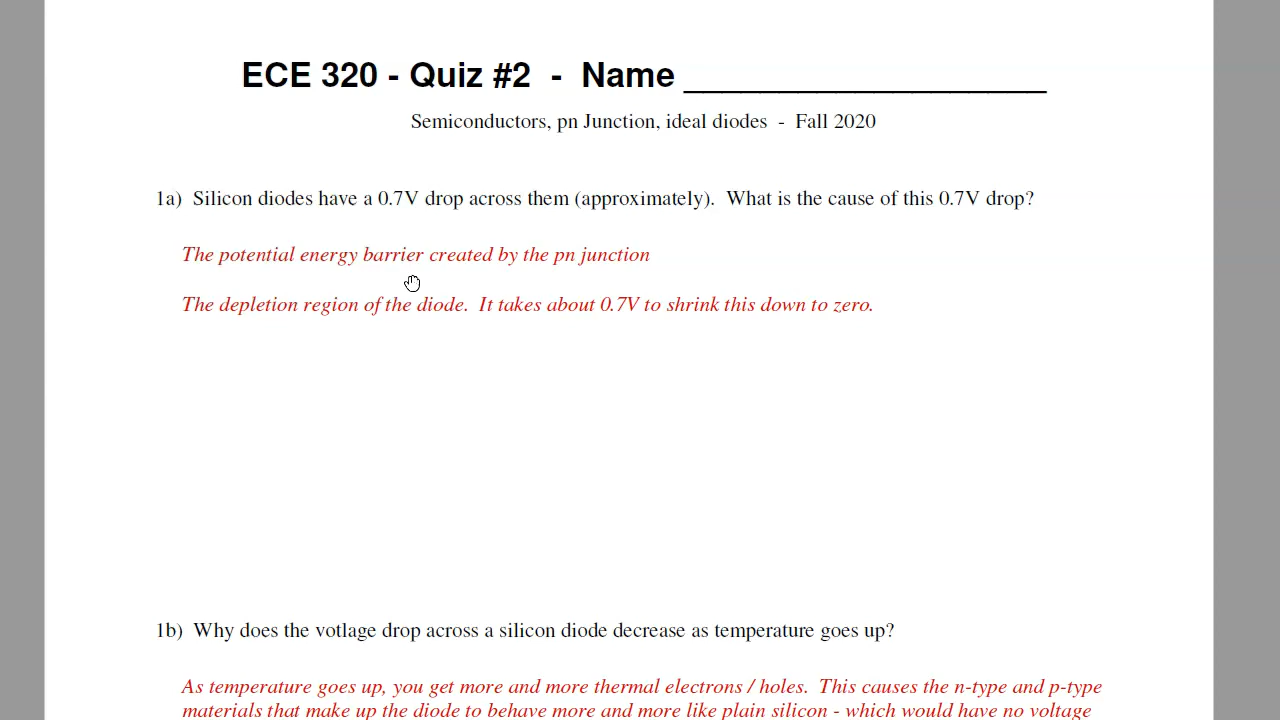 ECE 320 - Quiz #2 - Name ___________________
Semiconductors, pn Junction, ideal diodes - Fall 2020
1a) Silicon diodes have a 0.7V drop across them (approximately). What is the cause of this 0.7V drop?
The potential energy barrier created by the pn junction
The depletion region of the diode. It takes about 0.7V to shrink this down to zero.
1b) Why does the votlage drop across a silicon diode decrease as temperature goes up?
As temperature goes up, you get more and more thermal electrons / holes. This causes the n-type and p-type
materials that make up the diode to behave more and more like plain silicon - which would have no voltage